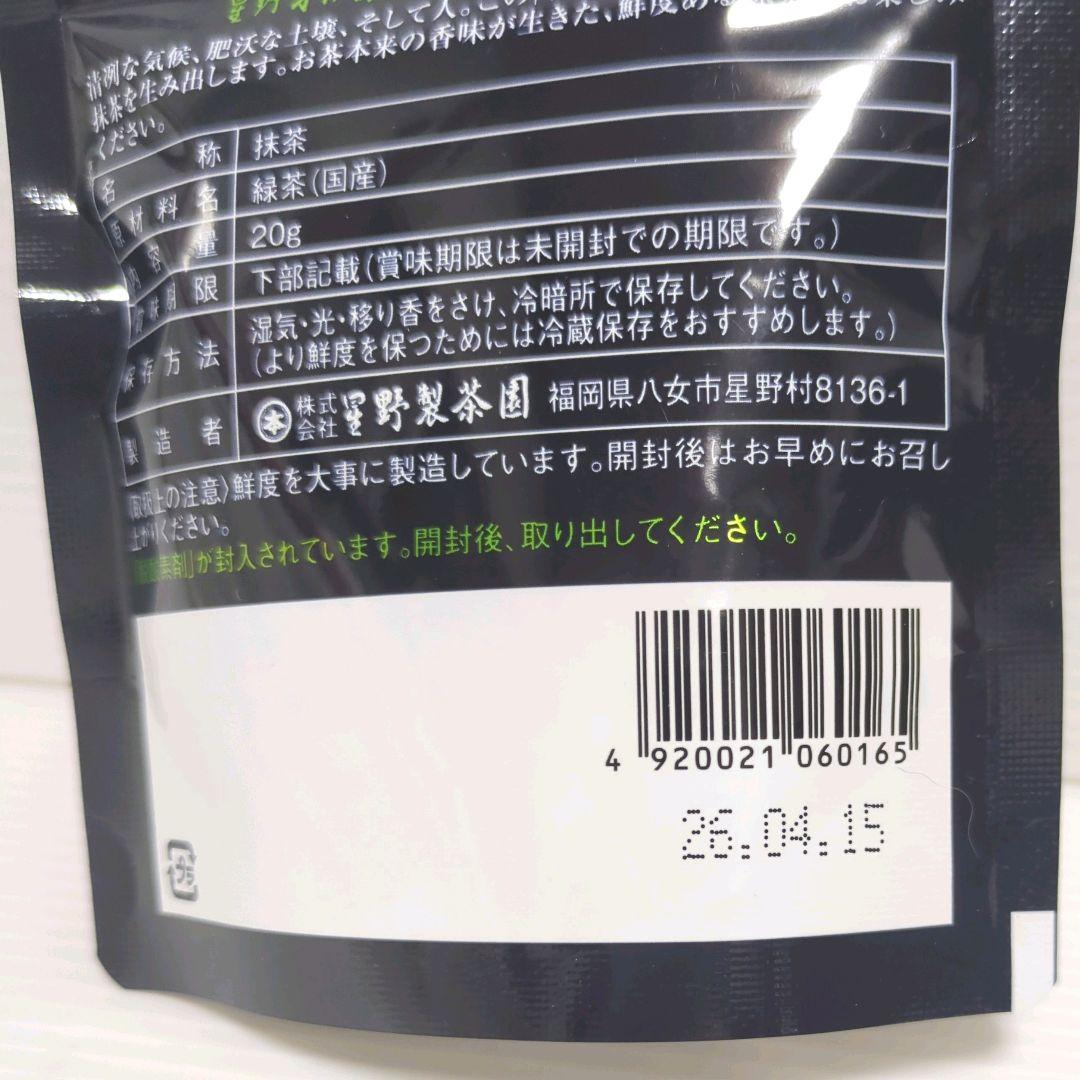 清冽な気候、肥沃な土壌、そして人。この
抹茶を生み出します。お茶本来の香味が生きた、鮮度ある
ください。
名称 抹茶
原材料名 緑茶(国産)
内容量 20g
賞味期限 下部記載(賞味期限は未開封での期限です。)
保存方法 湿気・光・移り香をさけ、冷暗所で保存してください。
(より鮮度を保つためには冷蔵保存をおすすめします。)
製造者 本 株式会社 星野製茶園 福岡県八女市星野村8136-1
〈取扱上の注意〉鮮度を大事に製造しています。開封後はお早めにお召し
上がりください。
素剤」が封入されています。開封後、取り出してください。
4 920021 060165
26.04.15
プラ